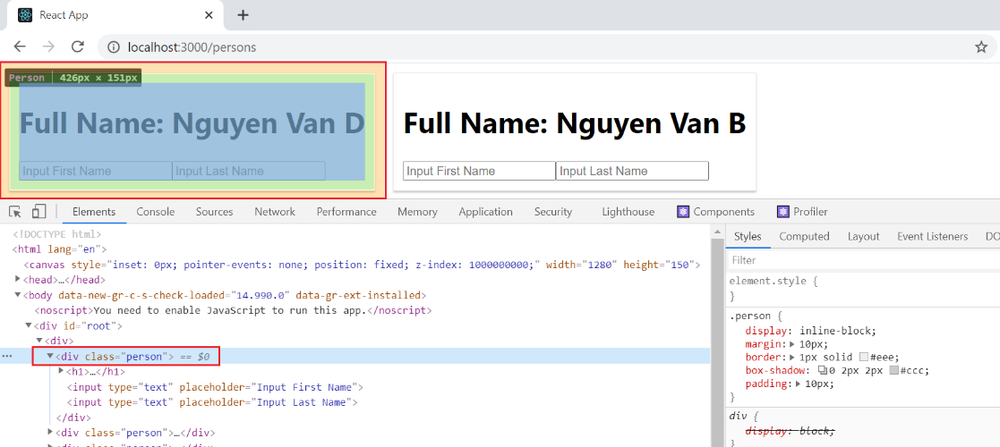 React App
localhost:3000/persons
Person | 426px × 151px
Full Name: Nguyen Van D
Full Name: Nguyen Van B
Input First Name Input Last Name
Input First Name Input Last Name
Elements Console Sources Network Performance Memory Application Security Lighthouse Components Profiler
<!DOCTYPE html>
<html lang="en">
<canvas style="inset: 0px; pointer-events: none; position: fixed; z-index: 1000000000;" width="1280" height="150">
<head>…</head>
<body data-new-gr-c-s-check-loaded="14.990.0" data-gr-ext-installed>
<noscript>You need to enable JavaScript to run this app.</noscript>
<div id="root">
<div>
<div class="person"> == $0
<h1>…</h1>
<input type="text" placeholder="Input First Name">
<input type="text" placeholder="Input Last Name">
</div>
<div class="person">…</div>
<div class="person">…</div>
Styles Computed Layout Event Listeners DO
Filter
element.style {
}
.person {
display: inline-block;
margin: 10px;
border: 1px solid #eee;
box-shadow: 0 2px 2px #ccc;
padding: 10px;
}
div {
display: block;
}